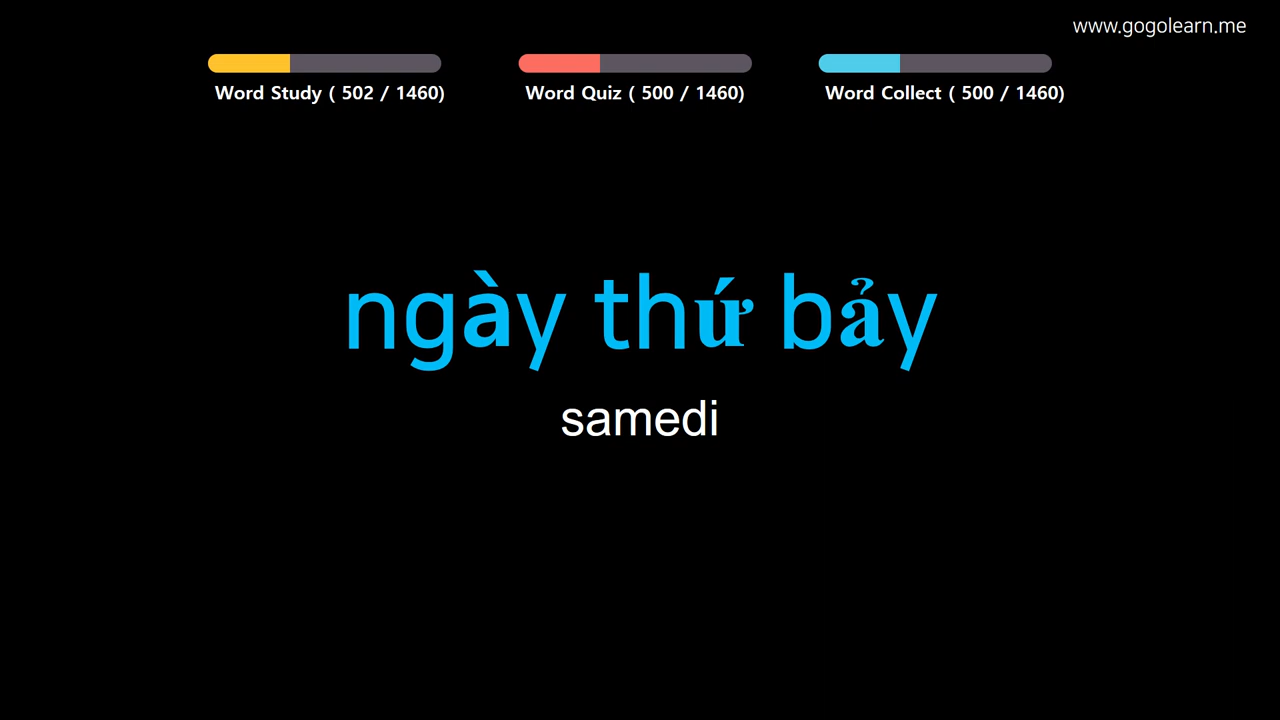 www.gogolearn.me
Word Study ( 502 / 1460)
Word Quiz ( 500 / 1460)
Word Collect ( 500 / 1460)
ngày thứ bảy
samedi